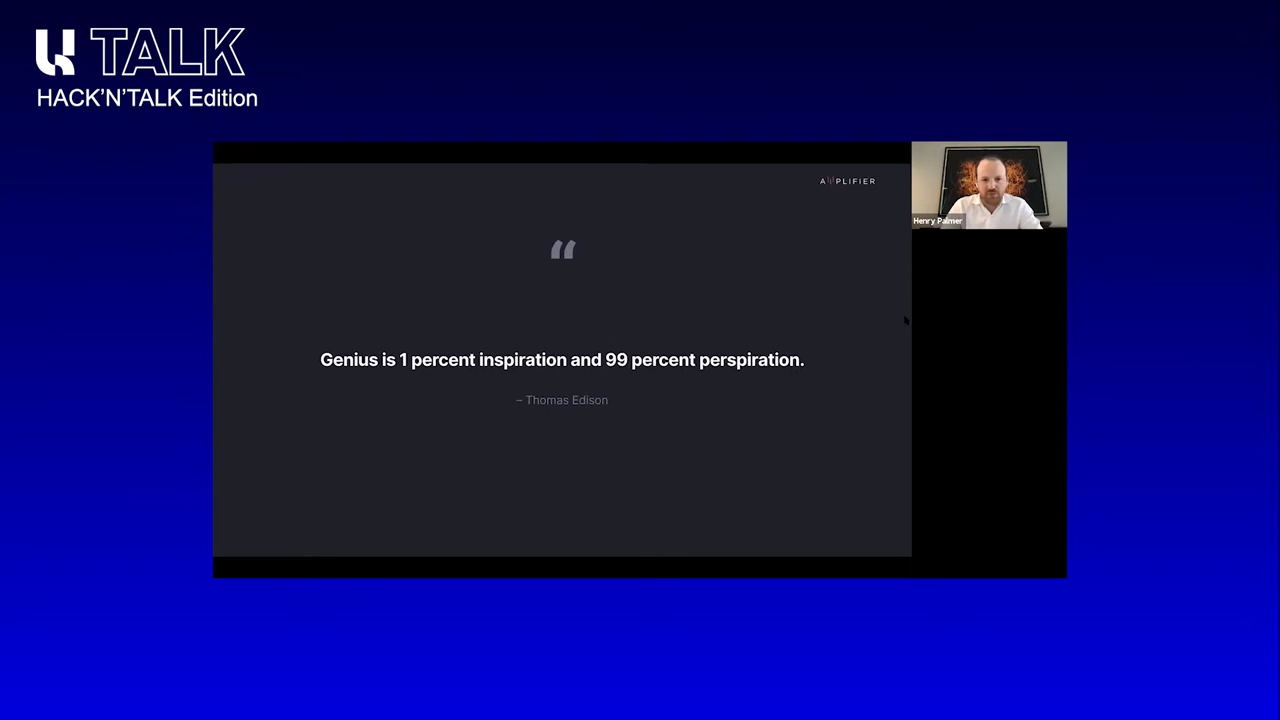 TALK
HACK'N'TALK Edition
AMPLIFIER
Henry Palmer
“
Genius is 1 percent inspiration and 99 percent perspiration.
– Thomas Edison